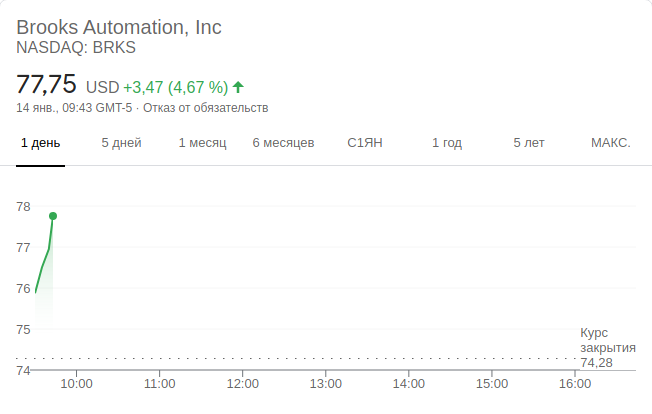 Brooks Automation, Inc
NASDAQ: BRKS
77,75 USD +3,47 (4,67 %)
14 янв., 09:43 GMT-5 · Отказ от обязательств
1 день 5 дней 1 месяц 6 месяцев С1ЯН 1 год 5 лет МАКС.
78
77
76
75
Курс
закрытия
74,28
74
10:00 11:00 12:00 13:00 14:00 15:00 16:00